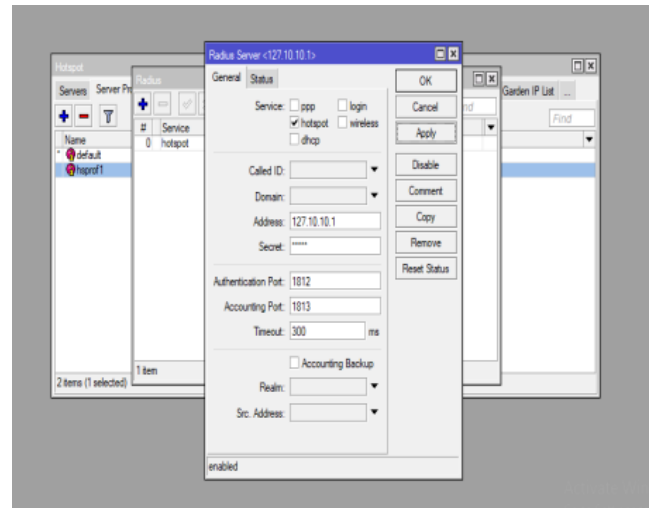 Radius Server <127.10.10.1>
Hotspot
Radius
General Status
Servers Server Pr
Garden IP List ...
Find
Name
default
hsprof1
2 items (1 selected)
# Service
0 hotspot
1 item
Service: ppp login
hotspot wireless
dhcp
Called ID:
Domain:
Address: 127.10.10.1
Secret: *****
Authentication Port: 1812
Accounting Port: 1813
Timeout: 300 ms
Accounting Backup
Realm:
Src. Address:
enabled
OK
Cancel
Apply
Disable
Comment
Copy
Remove
Reset Status